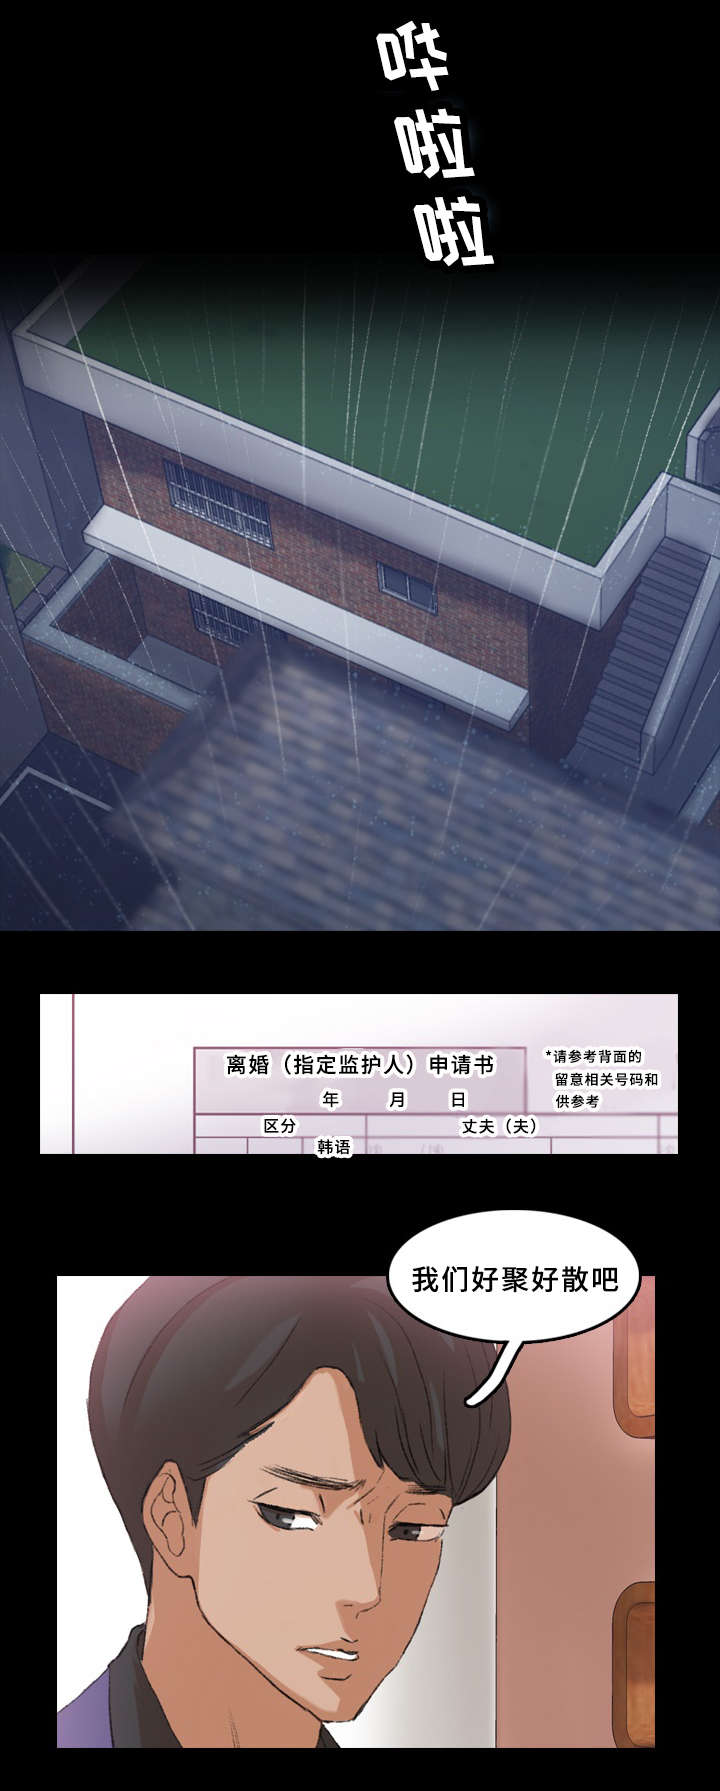 哗
啦
啦
离婚（指定监护人）申请书
年 月 日
*请参考背面的
留意相关号码和
供参考
区分 丈夫（夫）
韩语
我们好聚好散吧